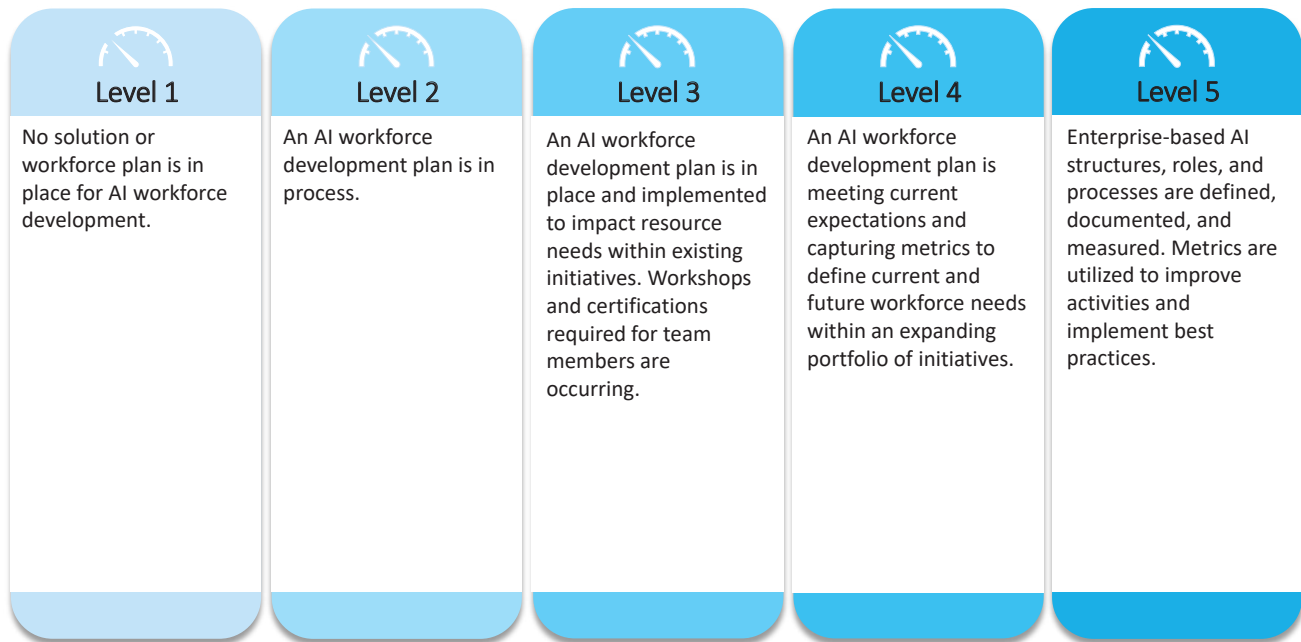 Level 1
No solution or
workforce plan is in
place for AI workforce
development.
Level 2
An AI workforce
development plan is in
process.
Level 3
An AI workforce
development plan is in
place and implemented
to impact resource
needs within existing
initiatives. Workshops
and certifications
required for team
members are
occurring.
Level 4
An AI workforce
development plan is
meeting current
expectations and
capturing metrics to
define current and
future workforce needs
within an expanding
portfolio of initiatives.
Level 5
Enterprise-based AI
structures, roles, and
processes are defined,
documented, and
measured. Metrics are
utilized to improve
activities and
implement best
practices.